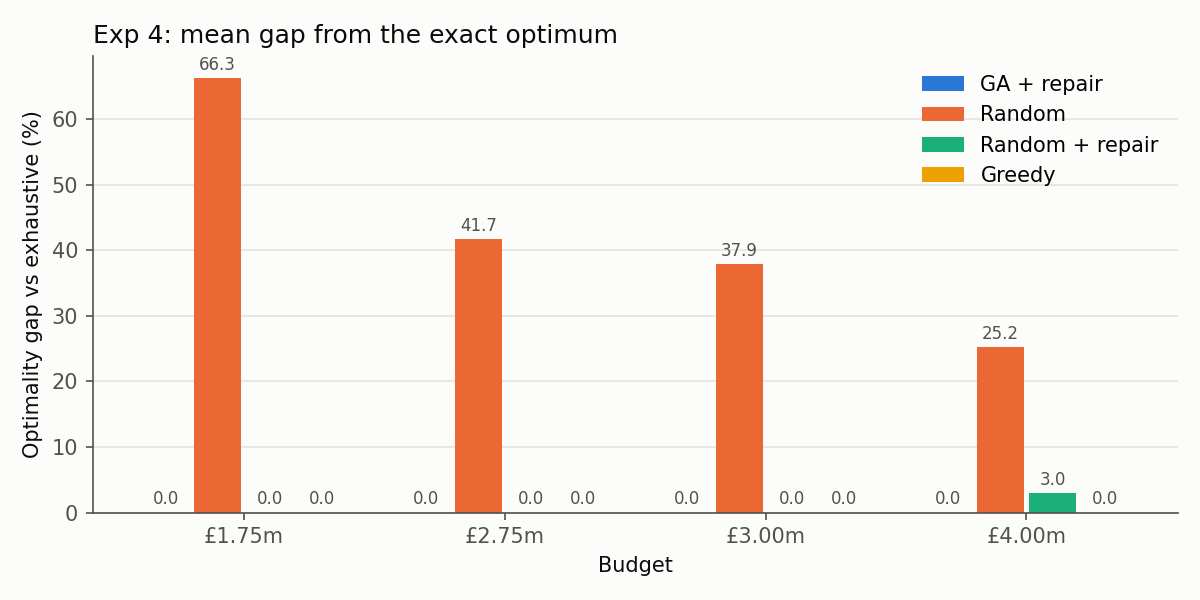 Exp 4: mean gap from the exact optimum
Optimality gap vs exhaustive (%)
60
50
40
30
20
10
0
66.3
41.7
37.9
25.2
3.0
0.0
0.0
0.0
0.0
0.0
0.0
0.0
0.0
0.0
0.0
0.0
GA + repair
Random
Random + repair
Greedy
£1.75m
£2.75m
£3.00m
£4.00m
Budget